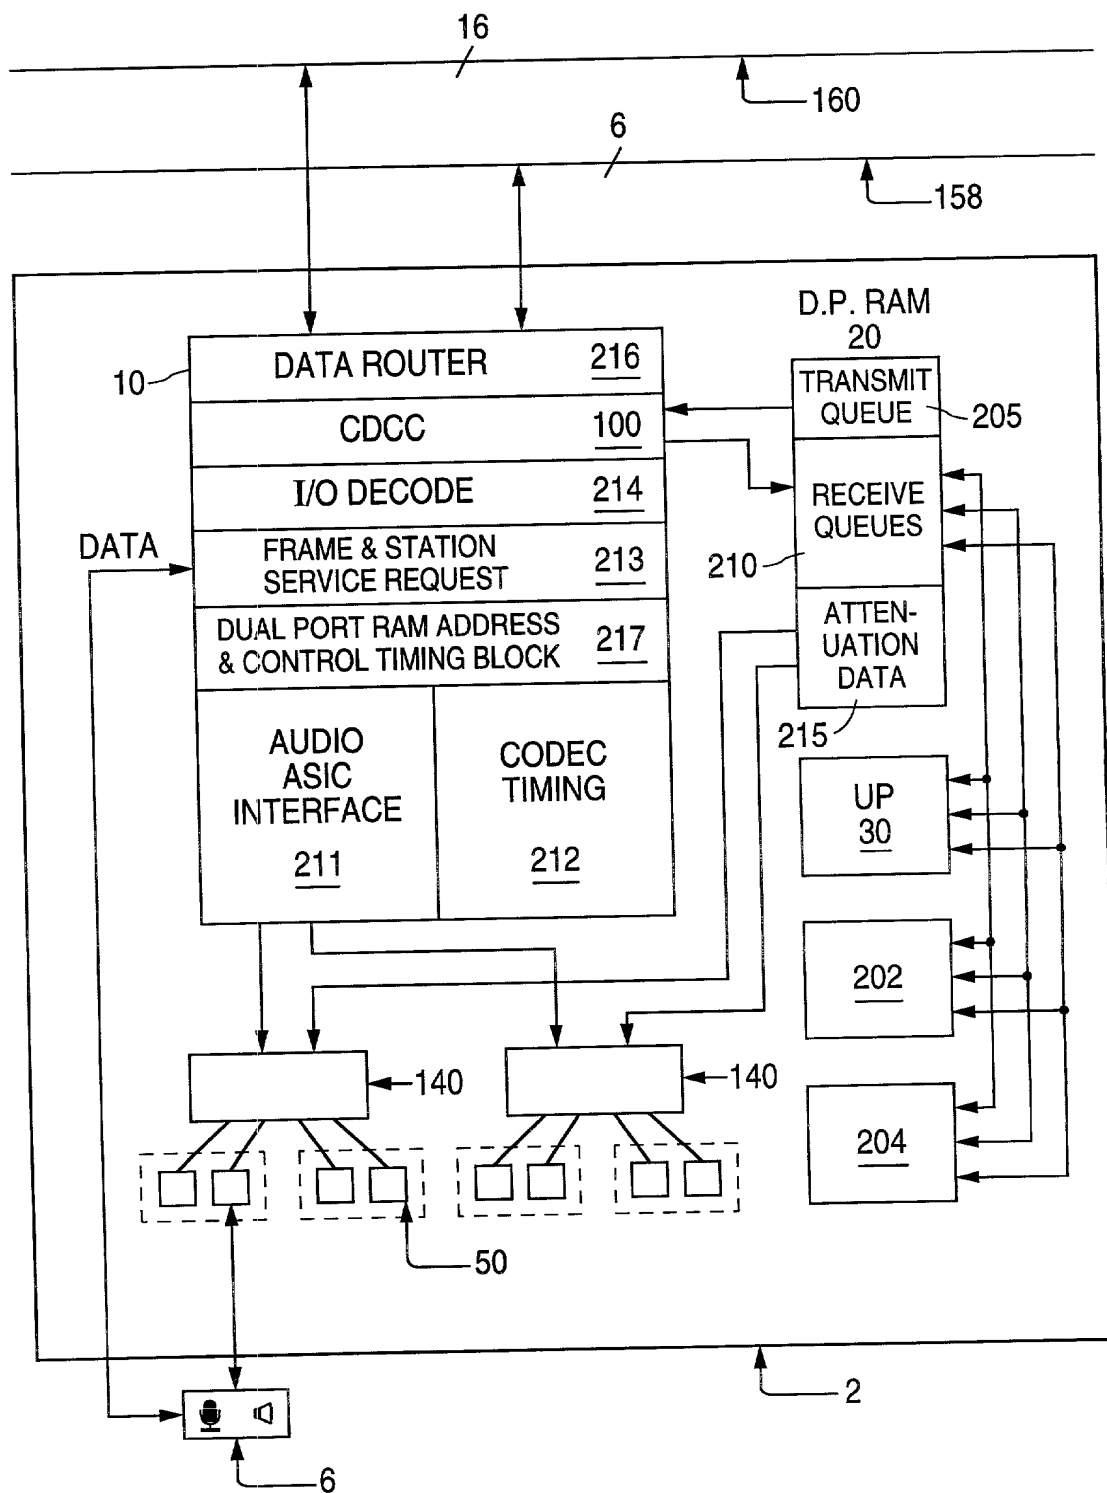 16
160
6
158
D.P. RAM
20
10
DATA ROUTER 216
CDCC 100
I/O DECODE 214
FRAME & STATION
SERVICE REQUEST 213
DUAL PORT RAM ADDRESS
& CONTROL TIMING BLOCK 217
AUDIO
ASIC
INTERFACE
211
CODEC
TIMING
212
DATA
TRANSMIT
QUEUE
205
RECEIVE
QUEUES
210
ATTEN-
UATION
DATA
215
UP
30
202
204
140
140
50
2
6